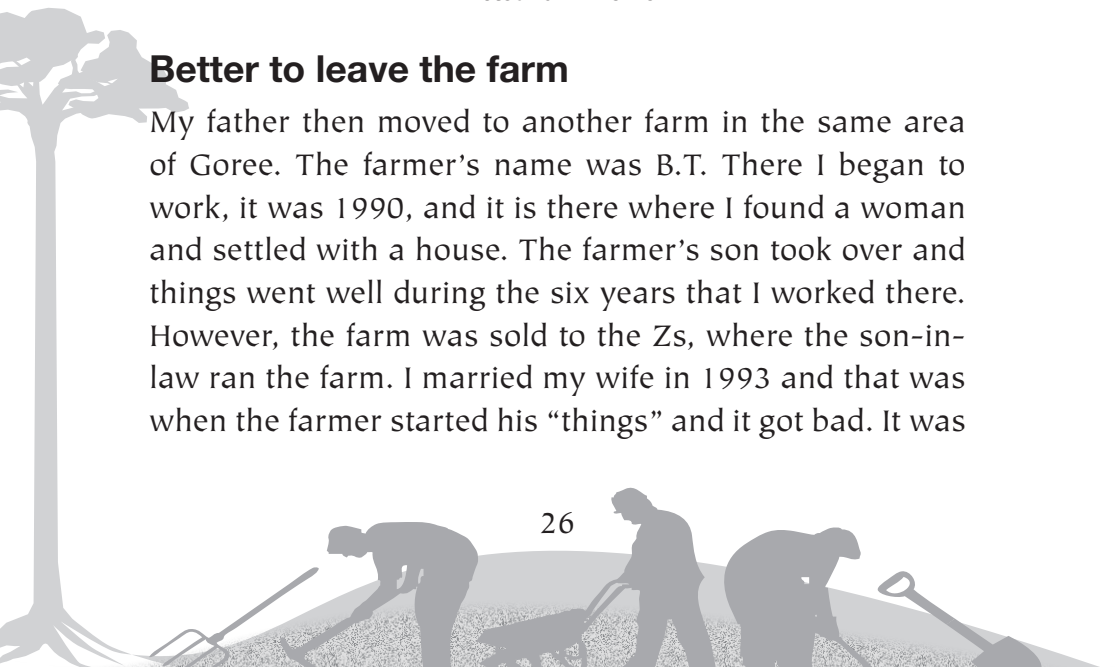 Better to leave the farm
My father then moved to another farm in the same area
of Goree. The farmer’s name was B.T. There I began to
work, it was 1990, and it is there where I found a woman
and settled with a house. The farmer’s son took over and
things went well during the six years that I worked there.
However, the farm was sold to the Zs, where the son-in-
law ran the farm. I married my wife in 1993 and that was
when the farmer started his “things” and it got bad. It was
26